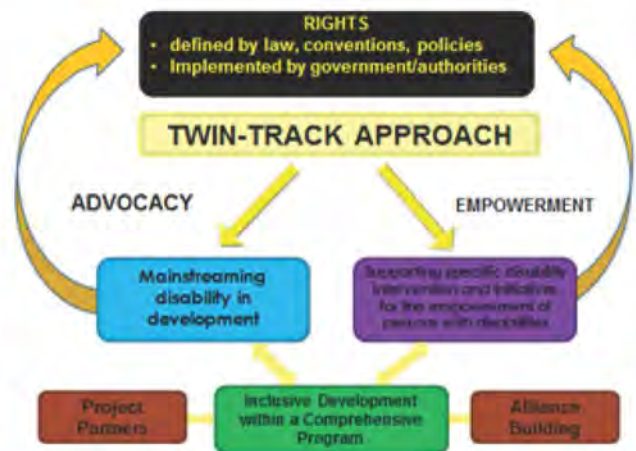 RIGHTS
• defined by law, conventions, policies
• Implemented by government/authorities
TWIN-TRACK APPROACH
ADVOCACY
EMPOWERMENT
Mainstreaming
disability in
development
Supporting specific disability
intervention and initiatives
for the empowerment of
persons with disabilities
Project
Partners
Inclusive Development
within a Comprehensive
Program
Alliance
Building